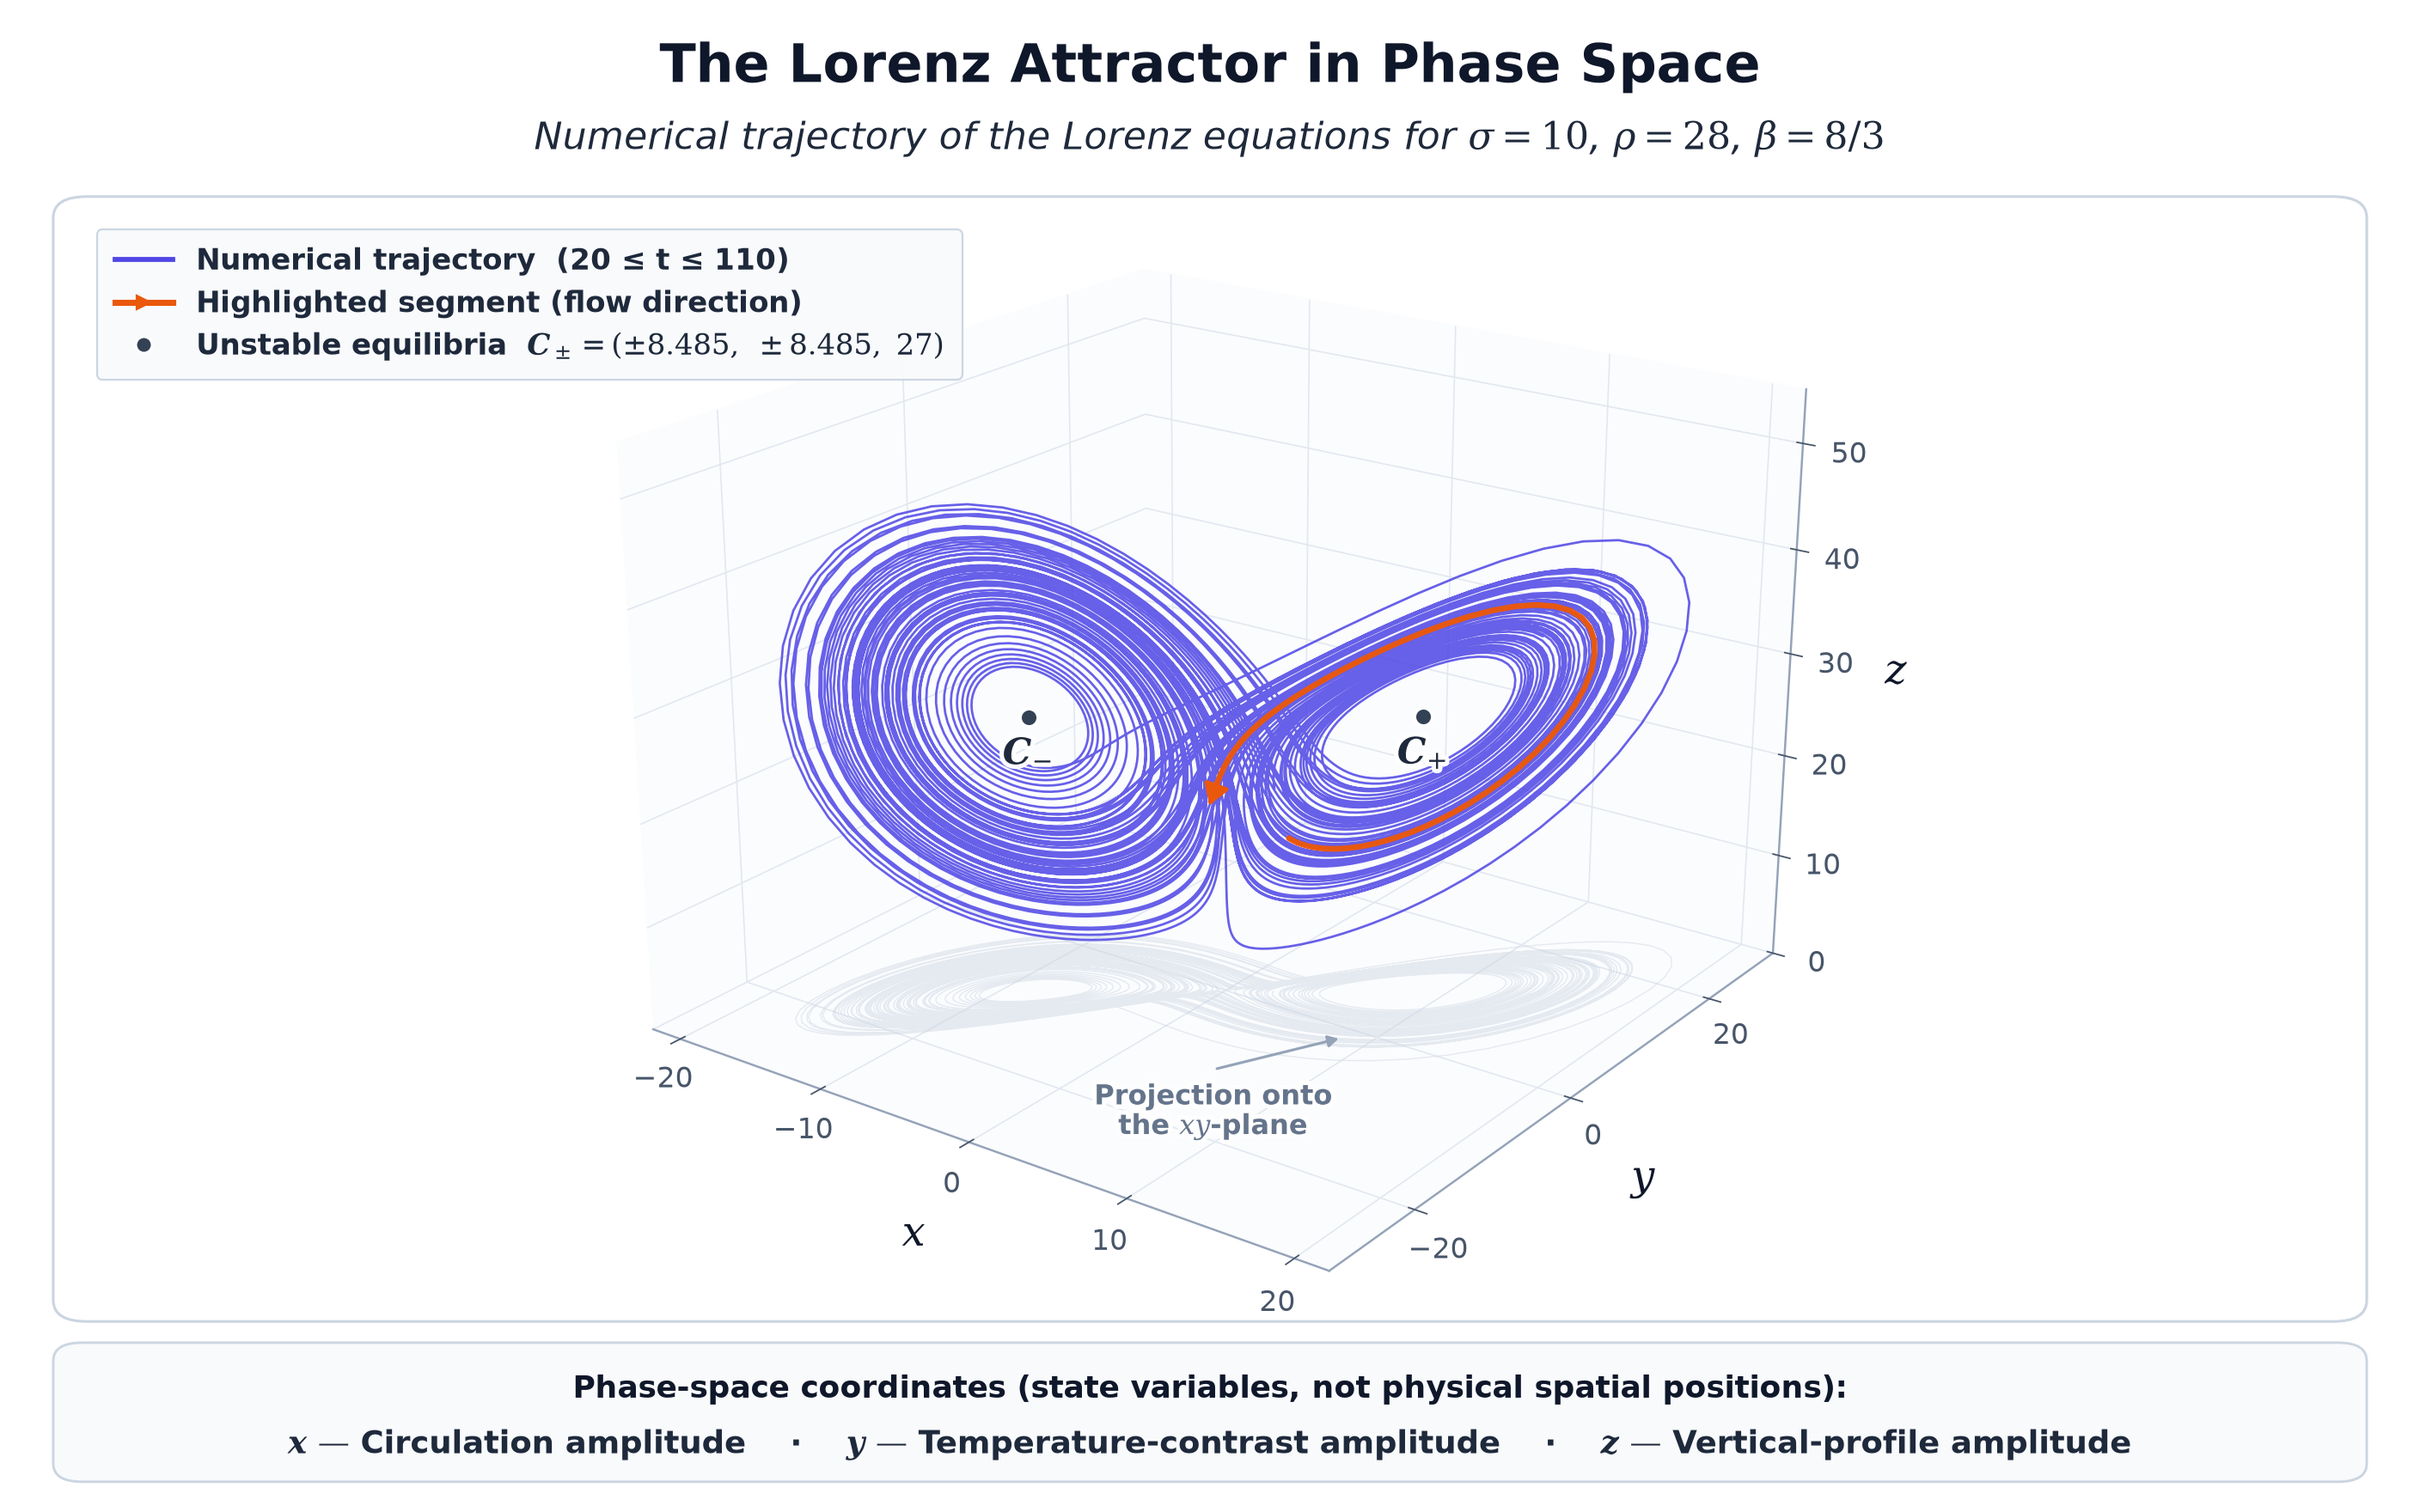 The Lorenz Attractor in Phase Space
Numerical trajectory of the Lorenz equations for σ = 10, ρ = 28, β = 8/3
Numerical trajectory (20 ≤ t ≤ 110)
Highlighted segment (flow direction)
Unstable equilibria C± = (±8.485, ±8.485, 27)
50
40
30
z
20
10
0
C−
C+
20
0
y
−20
−20
−10
0
x
10
20
Projection onto
the xy-plane
Phase-space coordinates (state variables, not physical spatial positions):
x — Circulation amplitude · y — Temperature-contrast amplitude · z — Vertical-profile amplitude